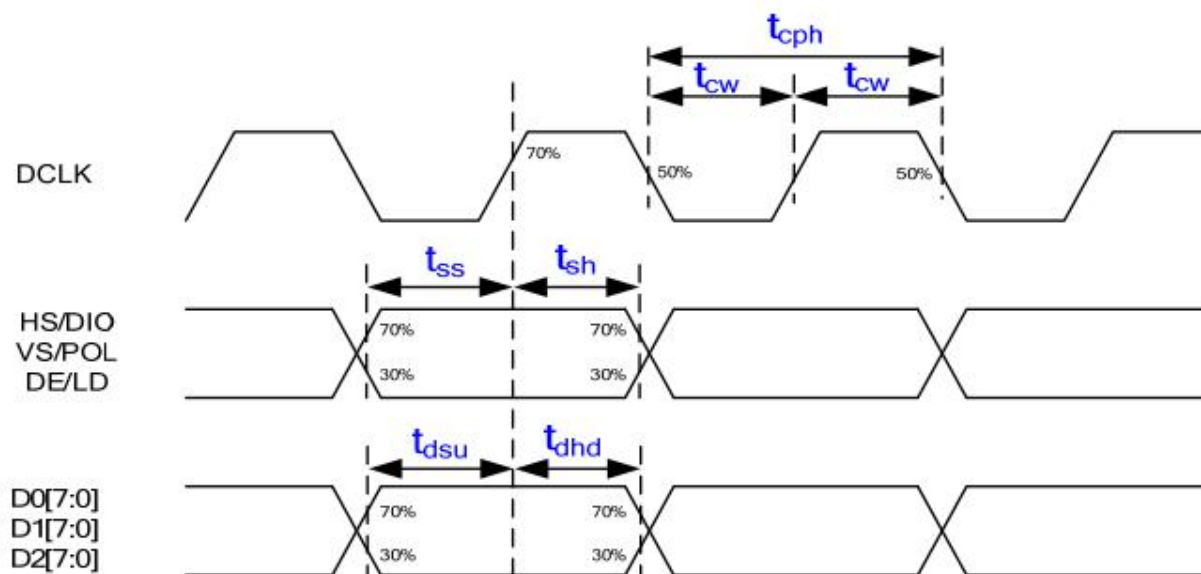 tcph
tcw tcw
DCLK
70%
50%
50%
tss tsh
HS/DIO
VS/POL
DE/LD
70% 70%
30% 30%
tdsu tdhd
D0[7:0]
D1[7:0]
D2[7:0]
70% 70%
30% 30%